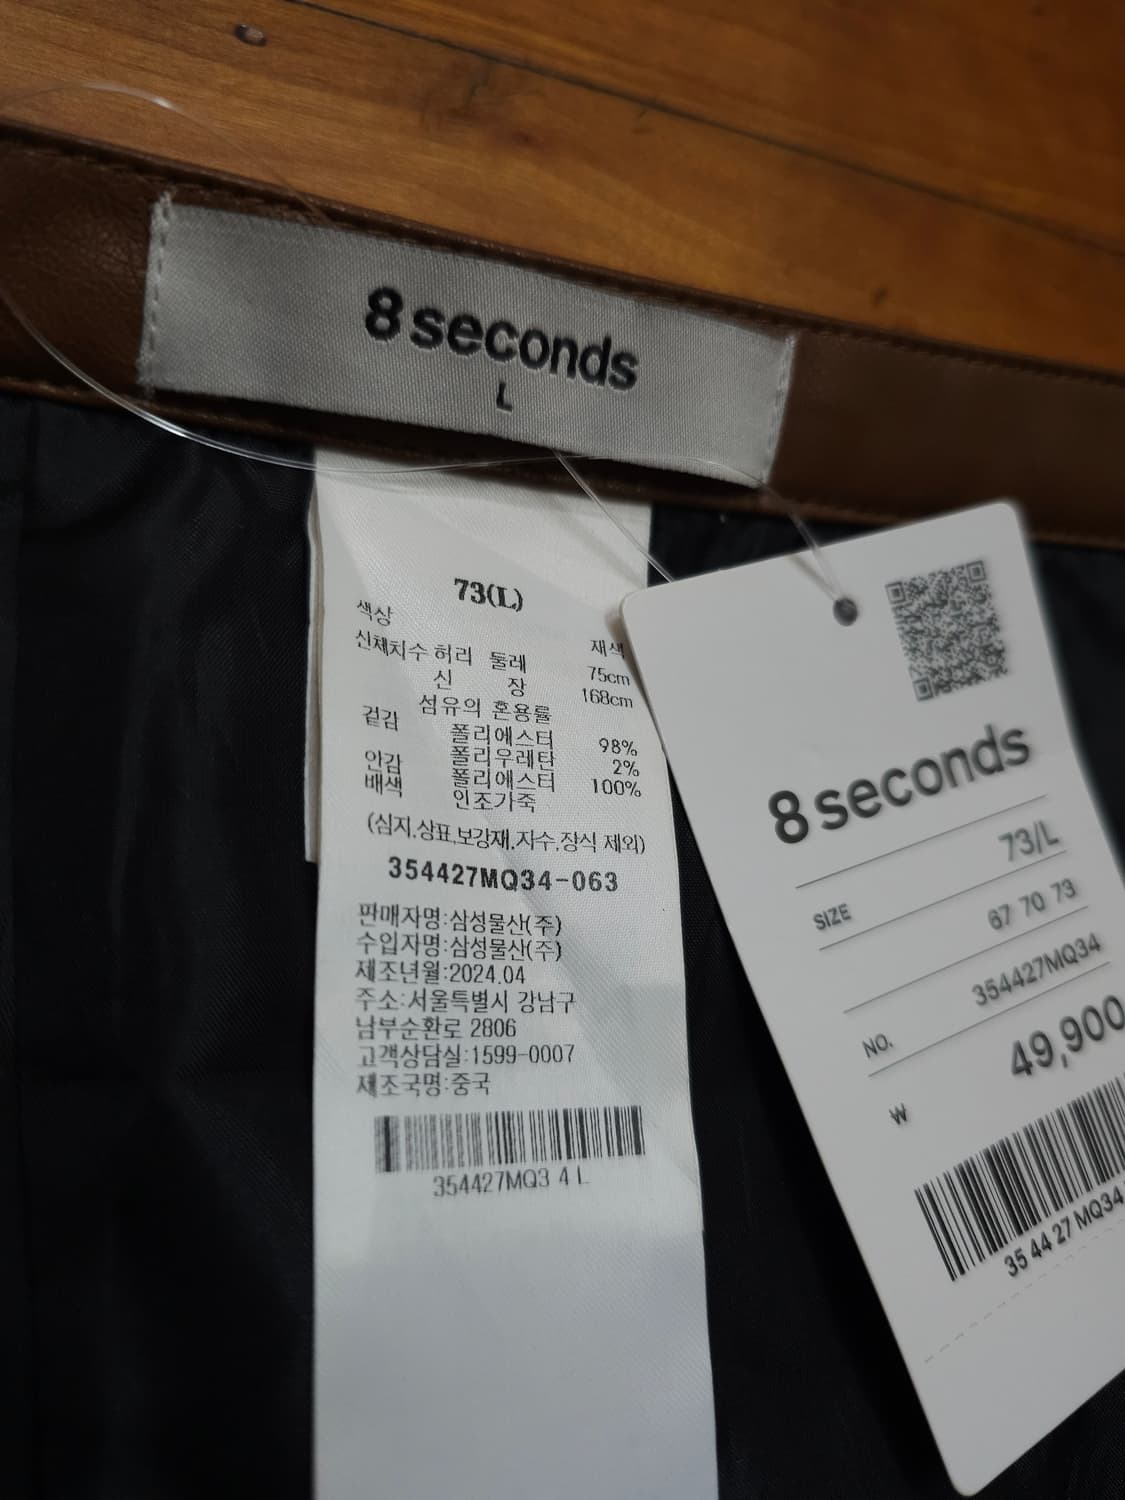 8 seconds
L
73(L)
색상 재색
신체치수 허리 둘레 75cm
신 장 168cm
섬유의 혼용률
겉감 폴리에스터 98%
폴리우레탄 2%
안감 폴리에스터 100%
배색 인조가죽
(심지,상표,보강재,자수,장식 제외)
354427MQ34-063
판매자명:삼성물산(주)
수입자명:삼성물산(주)
제조년월:2024.04
주소:서울특별시 강남구
남부순환로 2806
고객상담실:1599-0007
제조국명:중국
354427MQ3 4 L
8 seconds
73/L
SIZE 67 70 73
354427MQ34
NO.
49,900
₩
35 44 27 MQ34